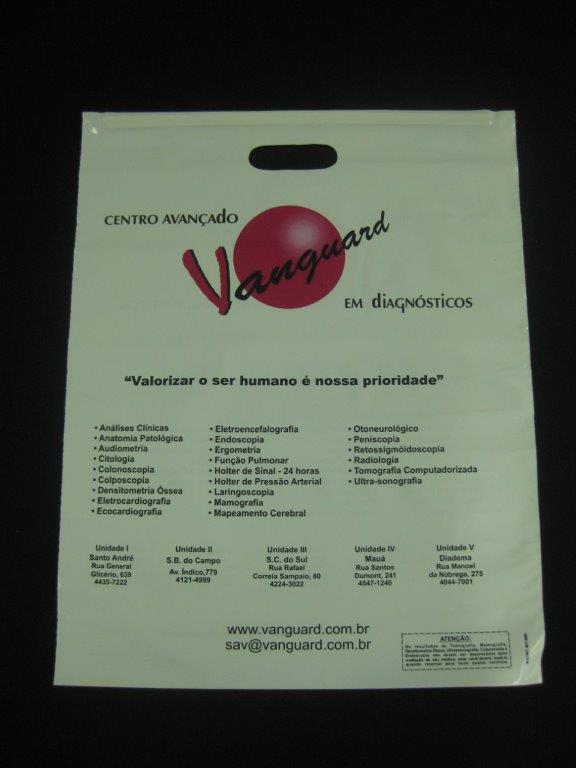 CENTRO AVANÇADO
Vanguard
EM DIAGNÓSTICOS
“Valorizar o ser humano é nossa prioridade”
• Análises Clínicas
• Anatomia Patológica
• Audiometria
• Citologia
• Colonoscopia
• Colposcopia
• Densitometria Óssea
• Eletrocardiografia
• Ecocardiografia
• Eletroencefalografia
• Endoscopia
• Ergometria
• Função Pulmonar
• Holter de Sinal - 24 horas
• Holter de Pressão Arterial
• Laringoscopia
• Mamografia
• Mapeamento Cerebral
• Otoneurológico
• Peniscopia
• Retossigmóidoscopia
• Radiologia
• Tomografia Computadorizada
• Ultra-sonografia
Unidade I
Santo André
Rua General
Glicério, 639
4435-7222
Unidade II
S.B. do Campo
Av. Índico,779
4121-4999
Unidade III
S.C. do Sul
Rua Rafael
Correia Sampaio, 80
4224-3022
Unidade IV
Mauá
Rua Santos
Dumont, 241
4547-1240
Unidade V
Diadema
Rua Manoel
da Nóbrega, 275
4044-7001
www.vanguard.com.br
sav@vanguard.com.br
ATENÇÃO:
Os resultados de Tomografia, Mamografia,